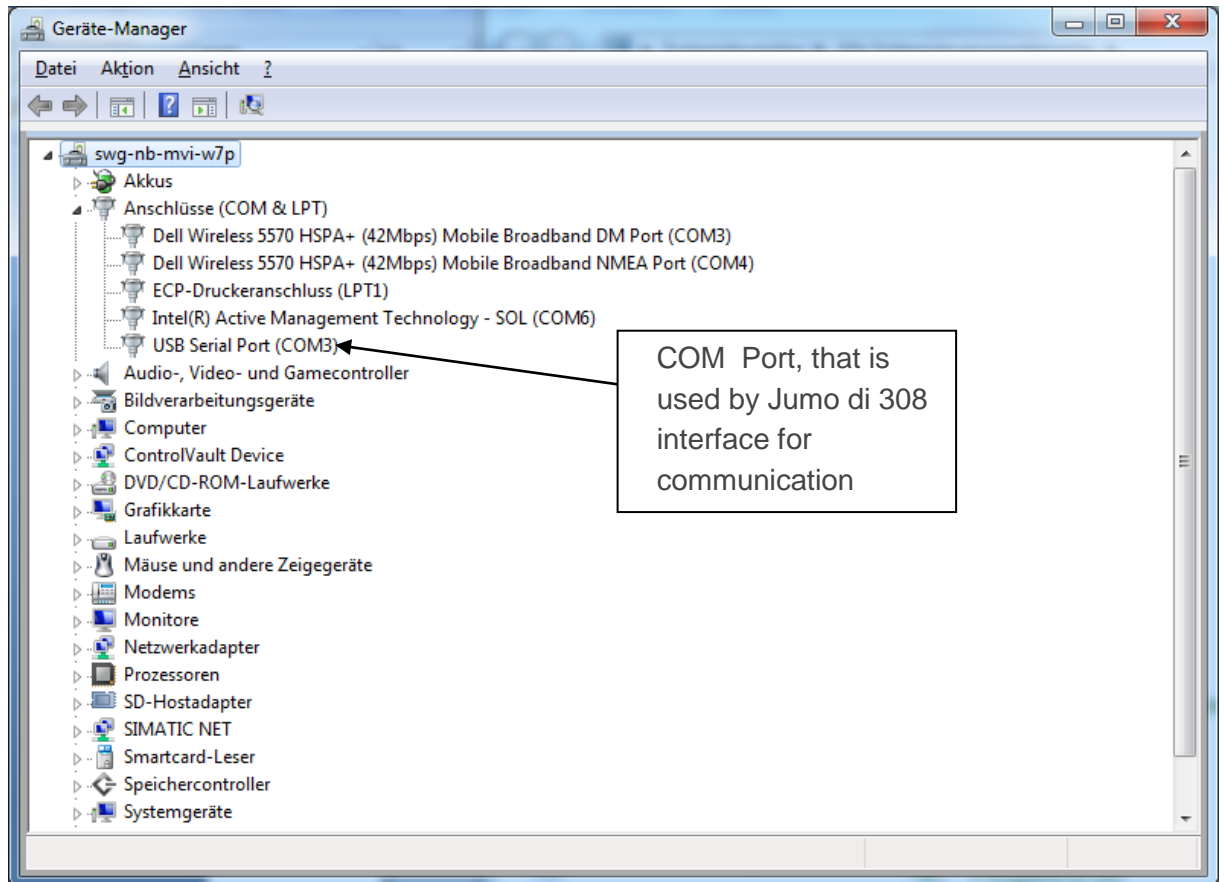 Geräte-Manager
Datei Aktion Ansicht ?
swg-nb-mvi-w7p
Akkus
Anschlüsse (COM & LPT)
Dell Wireless 5570 HSPA+ (42Mbps) Mobile Broadband DM Port (COM3)
Dell Wireless 5570 HSPA+ (42Mbps) Mobile Broadband NMEA Port (COM4)
ECP-Druckeranschluss (LPT1)
Intel(R) Active Management Technology - SOL (COM6)
USB Serial Port (COM3)
Audio-, Video- und Gamecontroller
Bildverarbeitungsgeräte
Computer
ControlVault Device
DVD/CD-ROM-Laufwerke
Grafikkarte
Laufwerke
Mäuse und andere Zeigegeräte
Modems
Monitore
Netzwerkadapter
Prozessoren
SD-Hostadapter
SIMATIC NET
Smartcard-Leser
Speichercontroller
Systemgeräte
COM Port, that is
used by Jumo di 308
interface for
communication